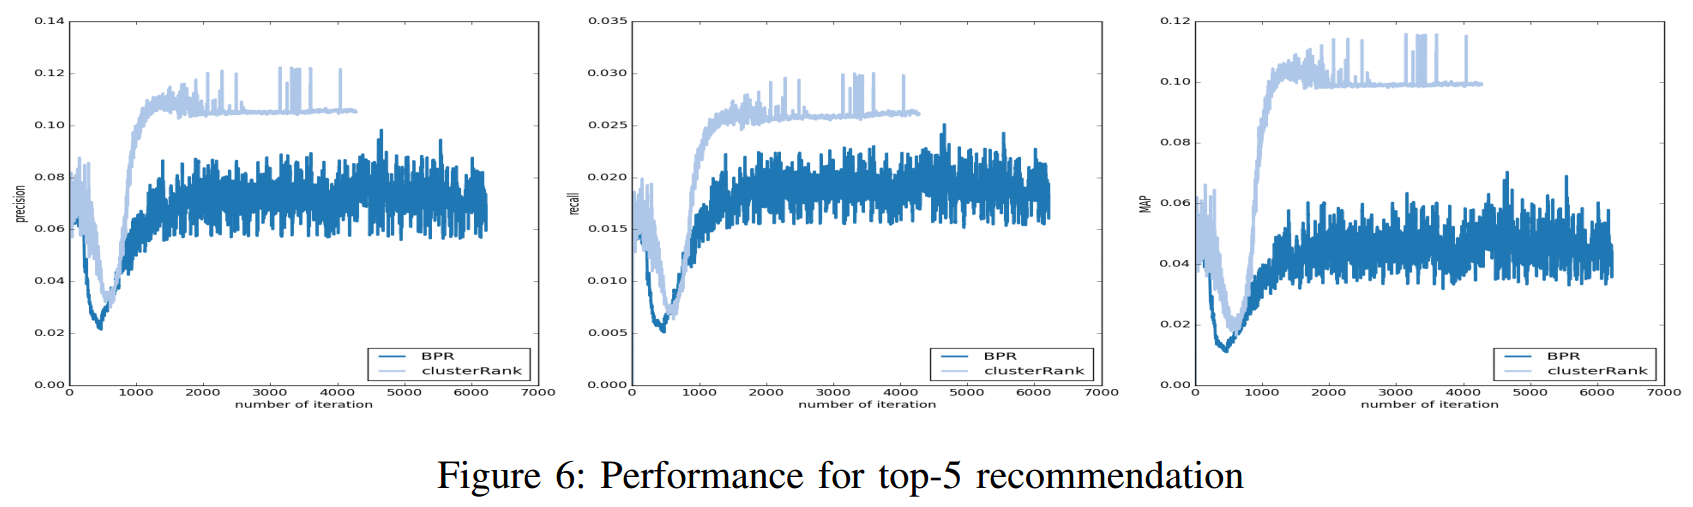 0.14
0.12
0.10
0.08
0.06
0.04
0.02
0.00
precision
0 1000 2000 3000 4000 5000 6000 7000
number of iteration
BPR
clusterRank
0.035
0.030
0.025
0.020
0.015
0.010
0.005
0.000
recall
0 1000 2000 3000 4000 5000 6000 7000
number of iteration
BPR
clusterRank
0.12
0.10
0.08
0.06
0.04
0.02
0.00
MAP
0 1000 2000 3000 4000 5000 6000 7000
number of iteration
BPR
clusterRank
Figure 6: Performance for top-5 recommendation